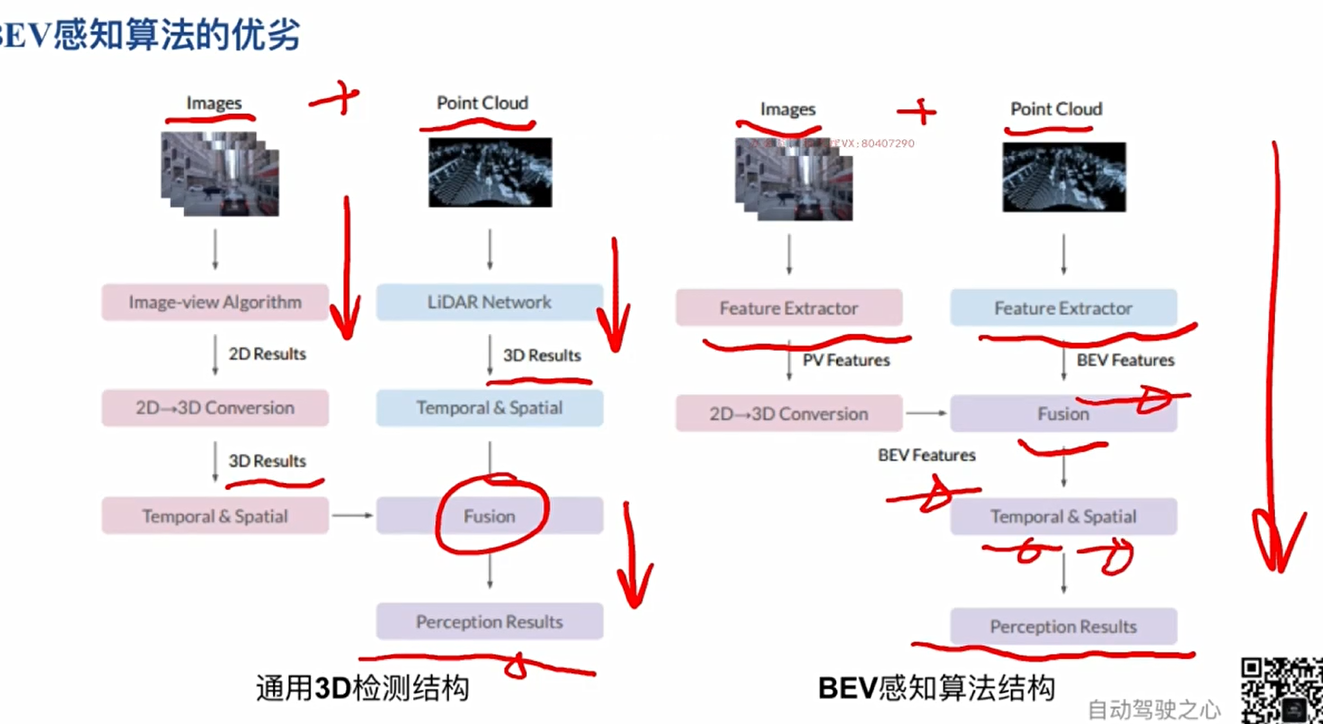 BEV感知算法的优劣
Images
Point Cloud
Image-view Algorithm
LiDAR Network
2D Results
3D Results
2D→3D Conversion
Temporal & Spatial
3D Results
Temporal & Spatial
Fusion
Perception Results
通用3D检测结构
Images
Point Cloud
VX:80407290
Feature Extractor
Feature Extractor
PV Features
BEV Features
2D→3D Conversion
Fusion
BEV Features
Temporal & Spatial
Perception Results
BEV感知算法结构
自动驾驶之心